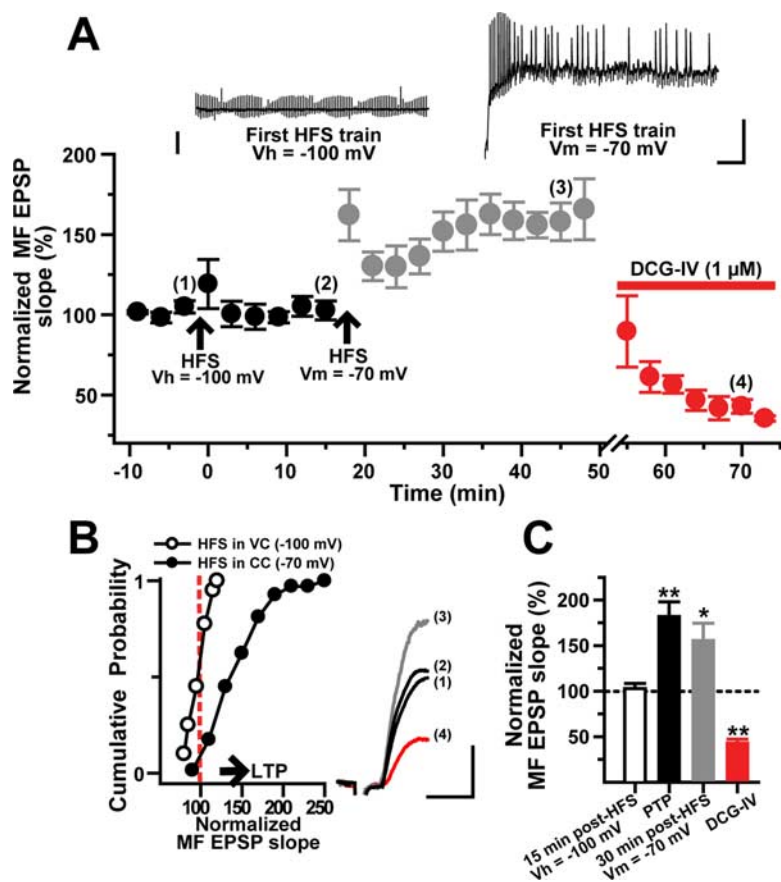 A
First HFS train
Vh = -100 mV
First HFS train
Vm = -70 mV
Normalized MF EPSP
slope (%)
200
150
100
50
(1)
(2)
(3)
(4)
HFS
Vh = -100 mV
HFS
Vm = -70 mV
DCG-IV (1 µM)
-10 0 10 20 30 40 50 60 70
Time (min)
B
HFS in VC (-100 mV)
HFS in CC (-70 mV)
Cumulative Probability
1
0
LTP
100 150 200 250
Normalized
MF EPSP slope
(3)
(2)
(1)
(4)
C
Normalized
MF EPSP slope (%)
200
150
100
50
**
*
**
15 min post-HFS
Vh = -100 mV
PTP
30 min post-HFS
Vm = -70 mV
DCG-IV